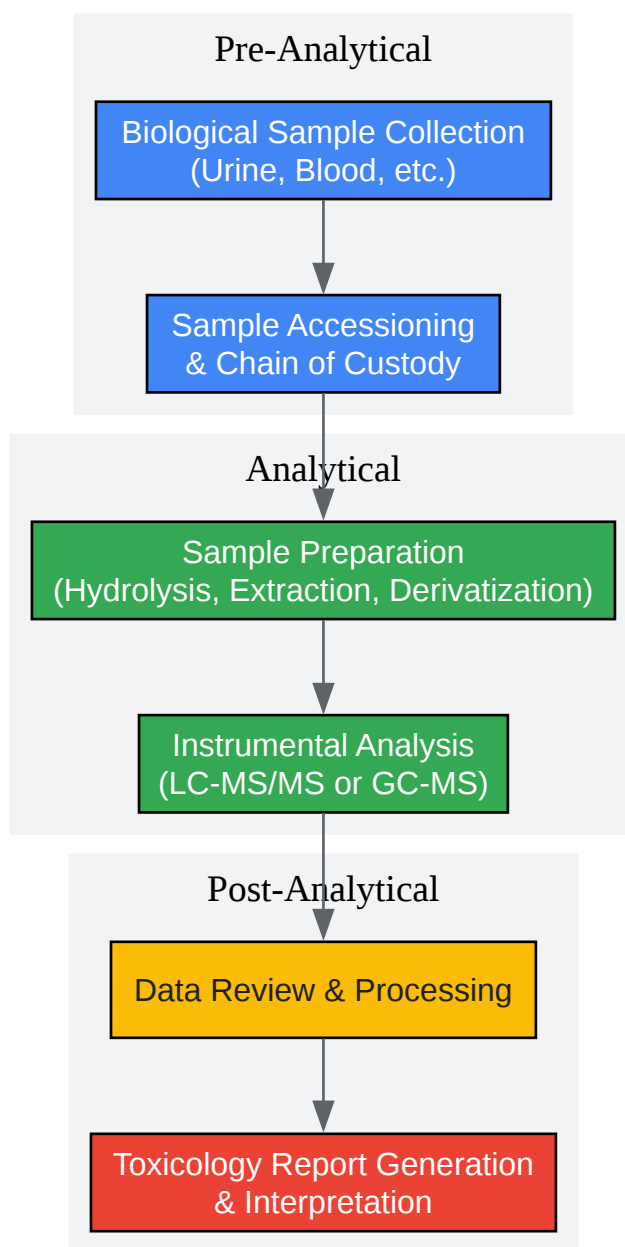 Pre-Analytical
Biological Sample Collection
(Urine, Blood, etc.)
Sample Accessioning
& Chain of Custody
Analytical
Sample Preparation
(Hydrolysis, Extraction, Derivatization)
Instrumental Analysis
(LC-MS/MS or GC-MS)
Post-Analytical
Data Review & Processing
Toxicology Report Generation
& Interpretation